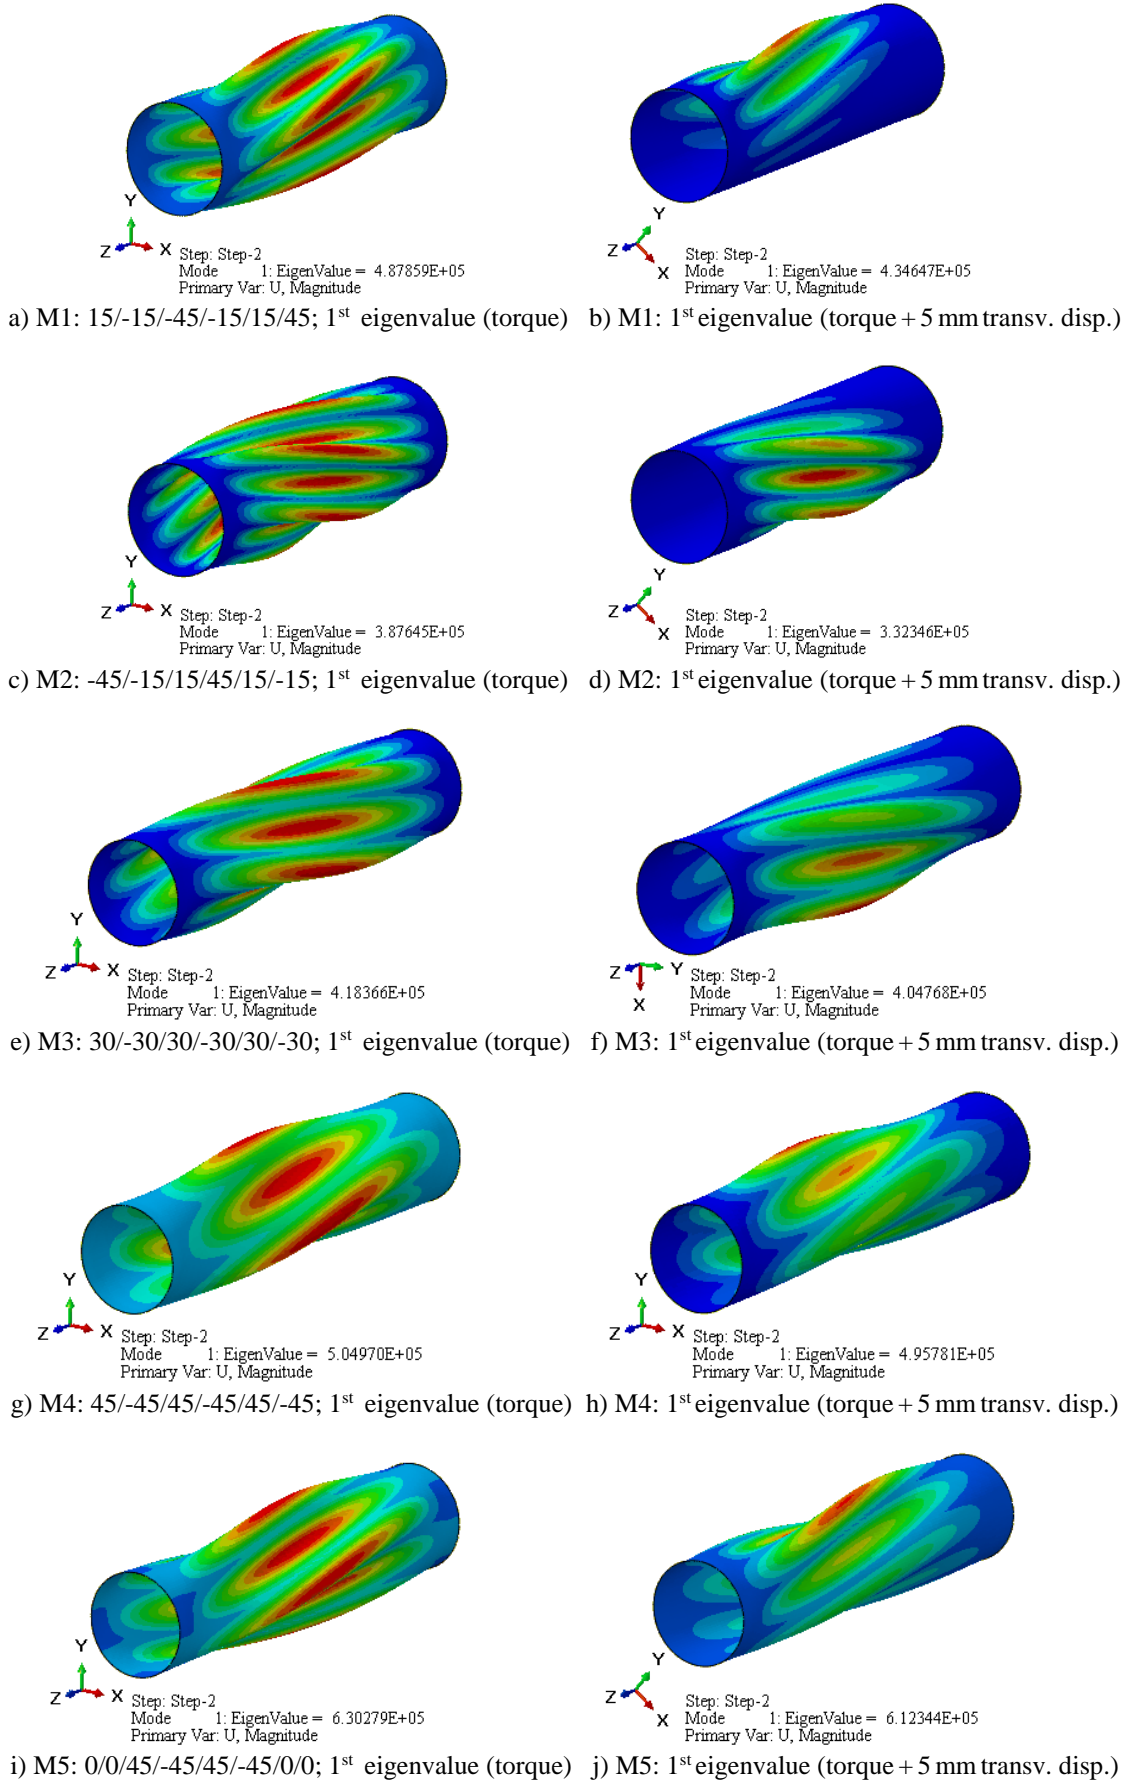 Y
Z X
Step: Step-2
Mode 1: EigenValue = 4.87859E+05
Primary Var: U, Magnitude
Y
Z
X
Step: Step-2
Mode 1: EigenValue = 4.34647E+05
Primary Var: U, Magnitude
a) M1: 15/-15/-45/-15/15/45; 1st eigenvalue (torque) b) M1: 1st eigenvalue (torque + 5 mm transv. disp.)
Y
Z X
Step: Step-2
Mode 1: EigenValue = 3.87645E+05
Primary Var: U, Magnitude
Y
Z
X
Step: Step-2
Mode 1: EigenValue = 3.32346E+05
Primary Var: U, Magnitude
c) M2: -45/-15/15/45/15/-15; 1st eigenvalue (torque) d) M2: 1st eigenvalue (torque + 5 mm transv. disp.)
Y
Z X
Step: Step-2
Mode 1: EigenValue = 4.18366E+05
Primary Var: U, Magnitude
Z Y
X
Step: Step-2
Mode 1: EigenValue = 4.04768E+05
Primary Var: U, Magnitude
e) M3: 30/-30/30/-30/30/-30; 1st eigenvalue (torque) f) M3: 1st eigenvalue (torque + 5 mm transv. disp.)
Y
Z X
Step: Step-2
Mode 1: EigenValue = 5.04970E+05
Primary Var: U, Magnitude
Y
Z X
Step: Step-2
Mode 1: EigenValue = 4.95781E+05
Primary Var: U, Magnitude
g) M4: 45/-45/45/-45/45/-45; 1st eigenvalue (torque) h) M4: 1st eigenvalue (torque + 5 mm transv. disp.)
Y
Z X
Step: Step-2
Mode 1: EigenValue = 6.30279E+05
Primary Var: U, Magnitude
Y
Z
X
Step: Step-2
Mode 1: EigenValue = 6.12344E+05
Primary Var: U, Magnitude
i) M5: 0/0/45/-45/45/-45/0/0; 1st eigenvalue (torque) j) M5: 1st eigenvalue (torque + 5 mm transv. disp.)